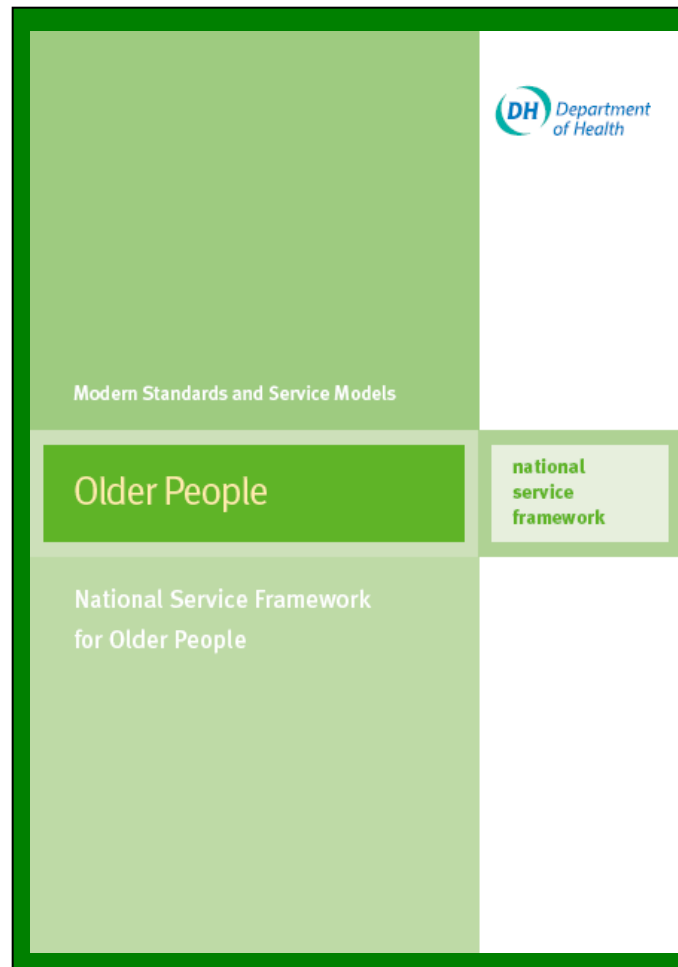 DH Department
of Health
Modern Standards and Service Models
Older People
national
service
framework
National Service Framework
for Older People